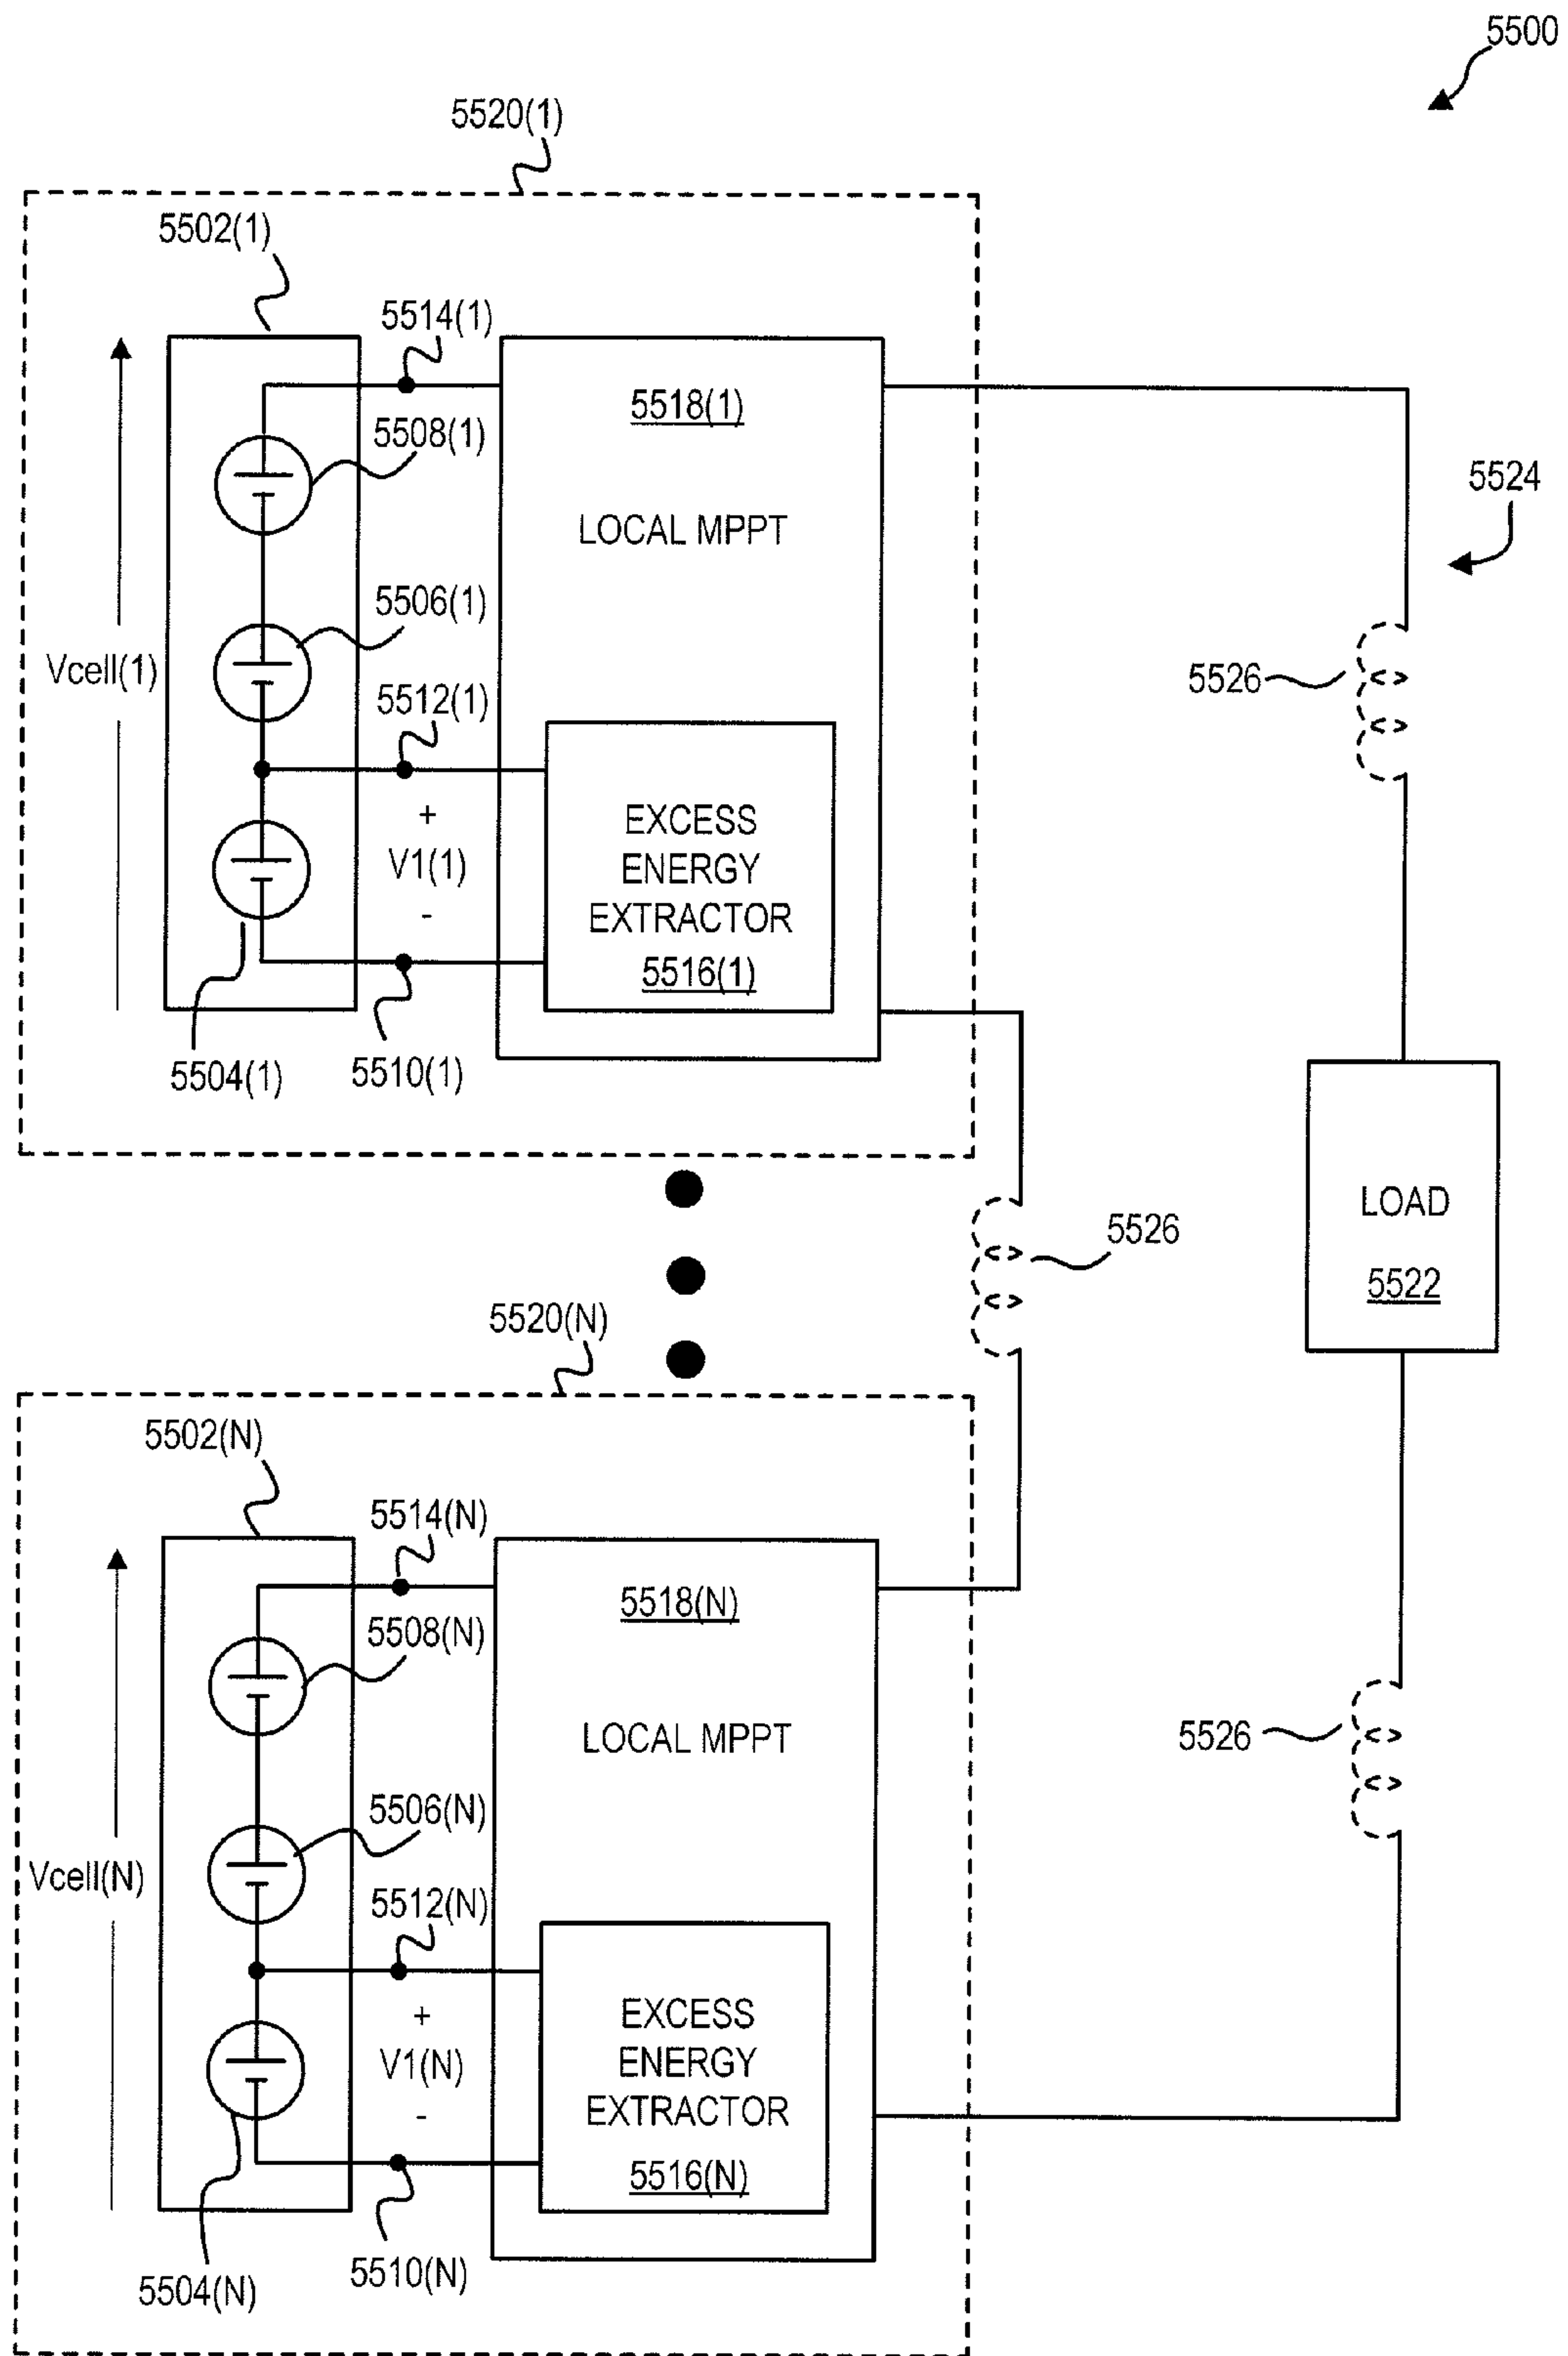 5500
5520(1)
5502(1)
5514(1)
5518(1)
5508(1)
5524
LOCAL MPPT
5506(1)
Vcell(1)
5526
5512(1)
+
V1(1)
-
EXCESS
ENERGY
EXTRACTOR
5516(1)
5504(1)
5510(1)
LOAD
5522
5526
5520(N)
5502(N)
5514(N)
5518(N)
5508(N)
LOCAL MPPT
5526
5506(N)
Vcell(N)
5512(N)
+
V1(N)
-
EXCESS
ENERGY
EXTRACTOR
5516(N)
5510(N)
5504(N)